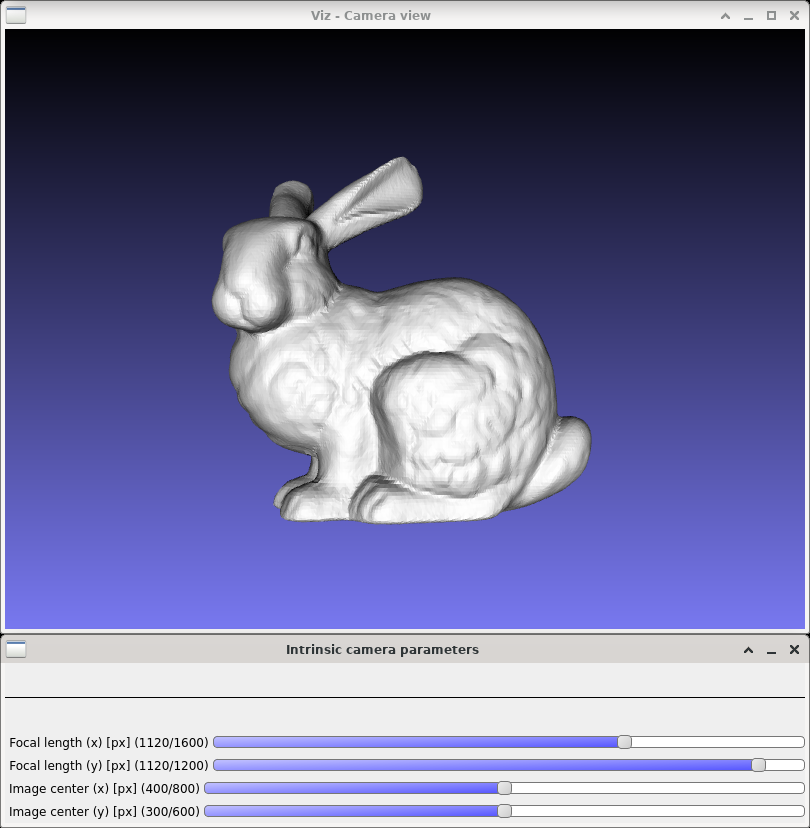 Viz - Camera view
Intrinsic camera parameters
Focal length (x) [px] (1120/1600)
Focal length (y) [px] (1120/1200)
Image center (x) [px] (400/800)
Image center (y) [px] (300/600)